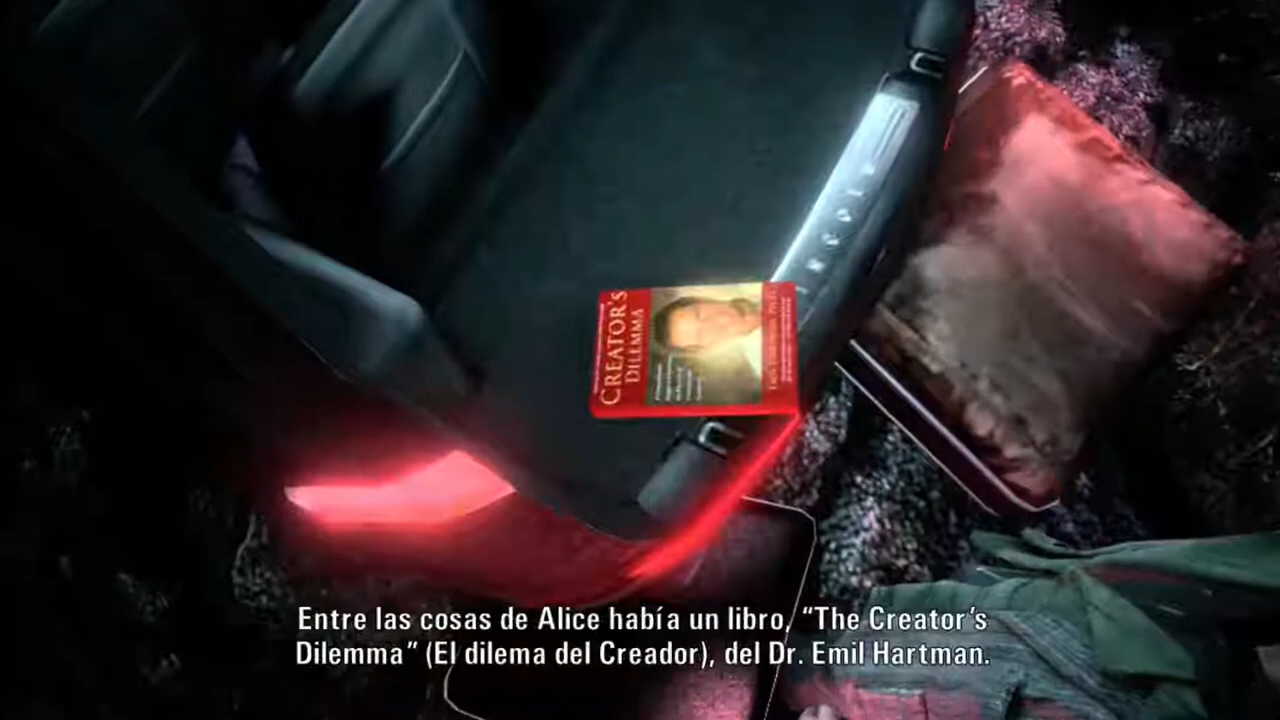 CREATOR'S
DILEMMA
Entre las cosas de Alice había un libro, “The Creator's
Dilemma” (El dilema del Creador), del Dr. Emil Hartman.